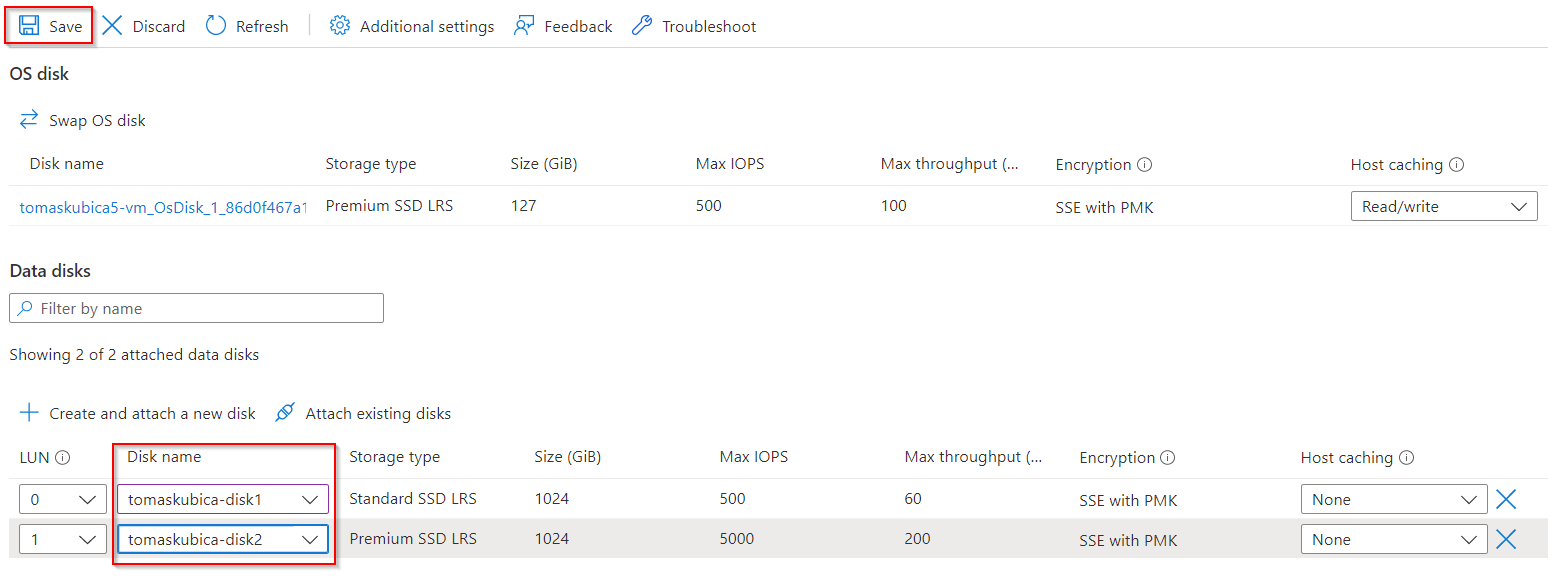 Save Discard Refresh Additional settings Feedback Troubleshoot
OS disk
Swap OS disk
Disk name Storage type Size (GiB) Max IOPS Max throughput (... Encryption Host caching
tomaskubica5-vm_OsDisk_1_86d0f467a1 Premium SSD LRS 127 500 100 SSE with PMK Read/write
Data disks
Filter by name
Showing 2 of 2 attached data disks
Create and attach a new disk Attach existing disks
LUN Disk name Storage type Size (GiB) Max IOPS Max throughput (... Encryption Host caching
0 tomaskubica-disk1 Standard SSD LRS 1024 500 60 SSE with PMK None
1 tomaskubica-disk2 Premium SSD LRS 1024 5000 200 SSE with PMK None